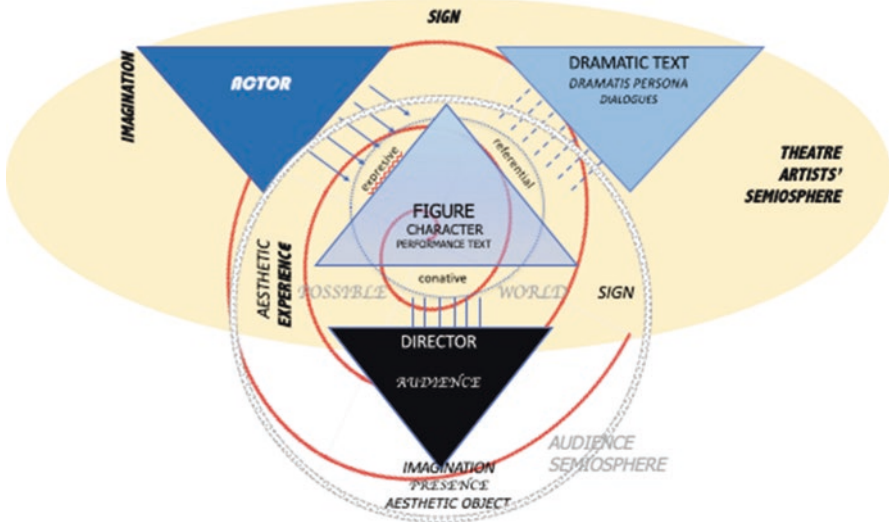 SIGN
IMAGINATION
ACTOR
DRAMATIC TEXT
DRAMATIS PERSONA
DIALOGUES
THEATRE
ARTISTS'
SEMIOSPHERE
expresive
referential
FIGURE
CHARACTER
PERFORMANCE TEXT
conative
AESTHETIC
EXPERIENCE
POSSIBLE WORLD
SIGN
DIRECTOR
AUDIENCE
AUDIENCE
SEMIOSPHERE
IMAGINATION
PRESENCE
AESTHETIC OBJECT